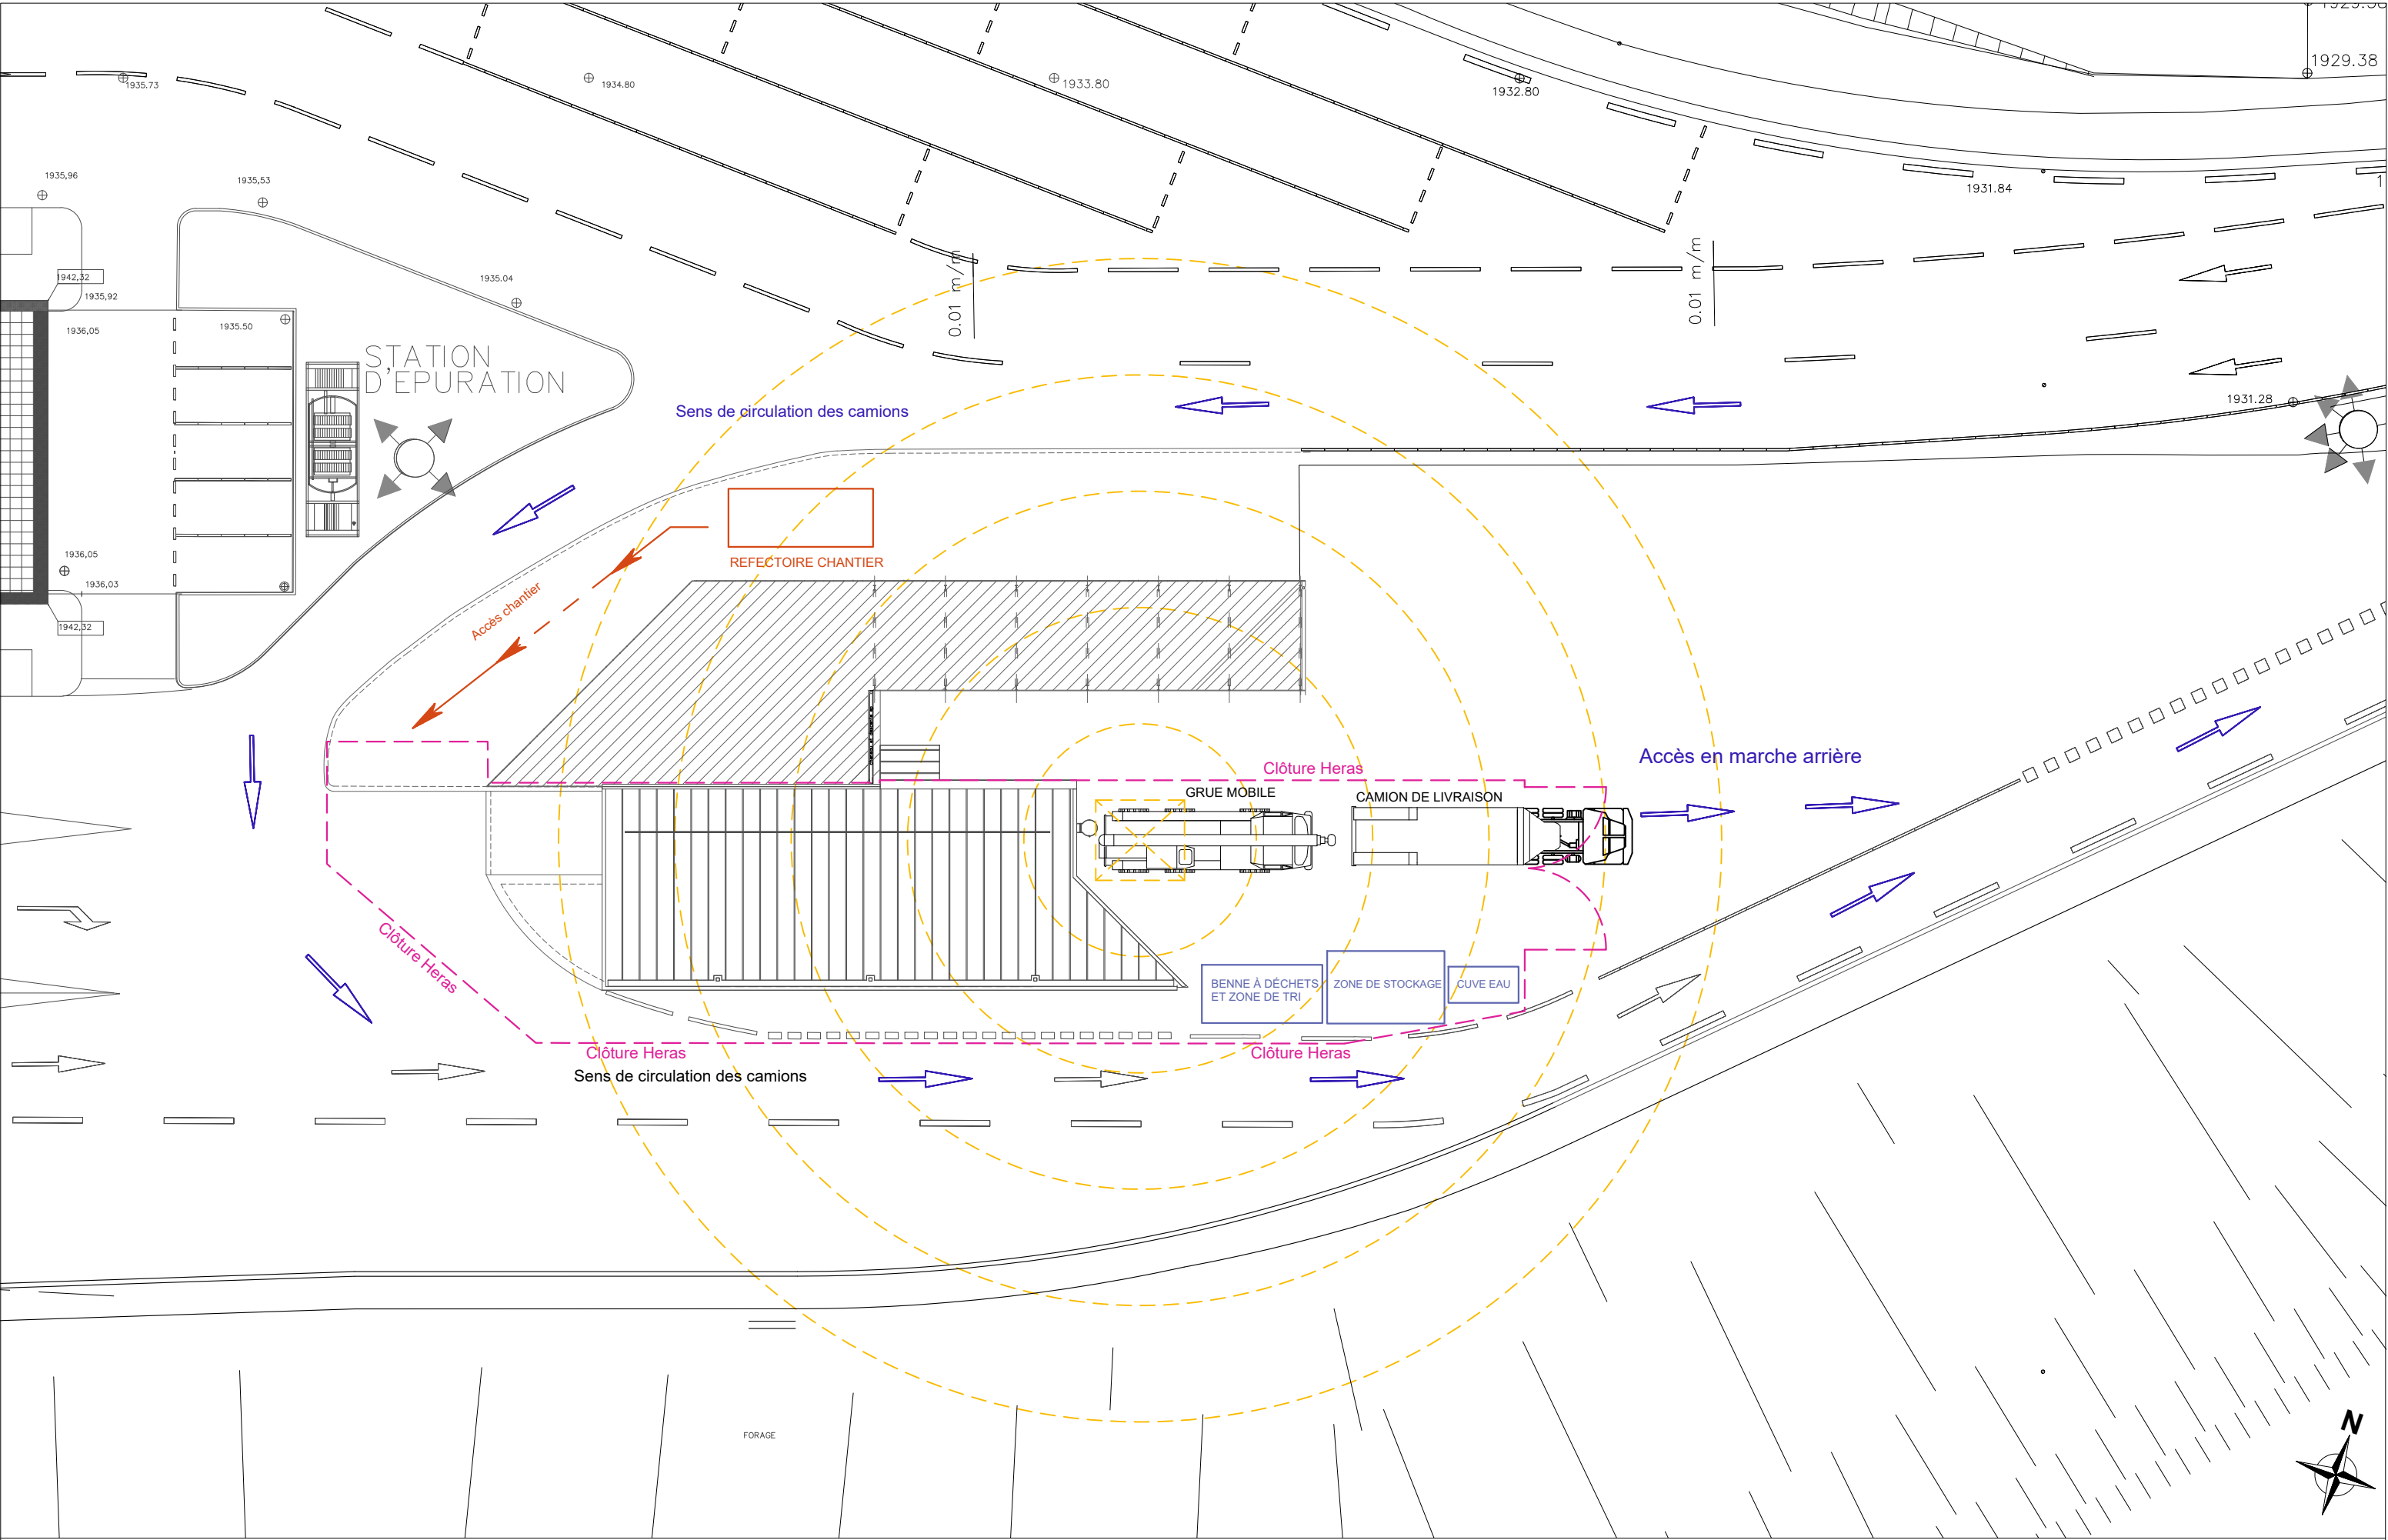 1929.38
1935.73
1934.80
1933.80
1932.80
1935,96
1935,53
1931.84
1942,32
1935,92
1935.04
1936,05
1935.50
0.01 m/m
0.01 m/m
STATION
D'EPURATION
Sens de circulation des camions
1931.28
REFECTOIRE CHANTIER
1936,05
1936,03
Accès chantier
1942,32
Accès en marche arrière
Clôture Heras
GRUE MOBILE
CAMION DE LIVRAISON
Clôture Heras
BENNE À DÉCHETS
ET ZONE DE TRI
ZONE DE STOCKAGE
CUVE EAU
Clôture Heras
Clôture Heras
Sens de circulation des camions
N
FORAGE